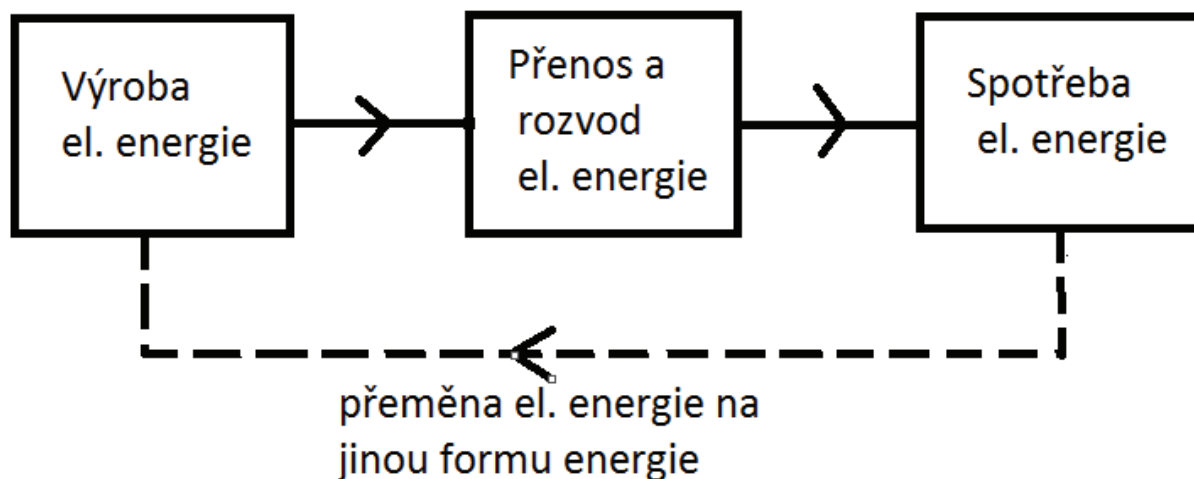 Výroba
el. energie
Přenos a
rozvod
el. energie
Spotřeba
el. energie
přeměna el. energie na
jinou formu energie